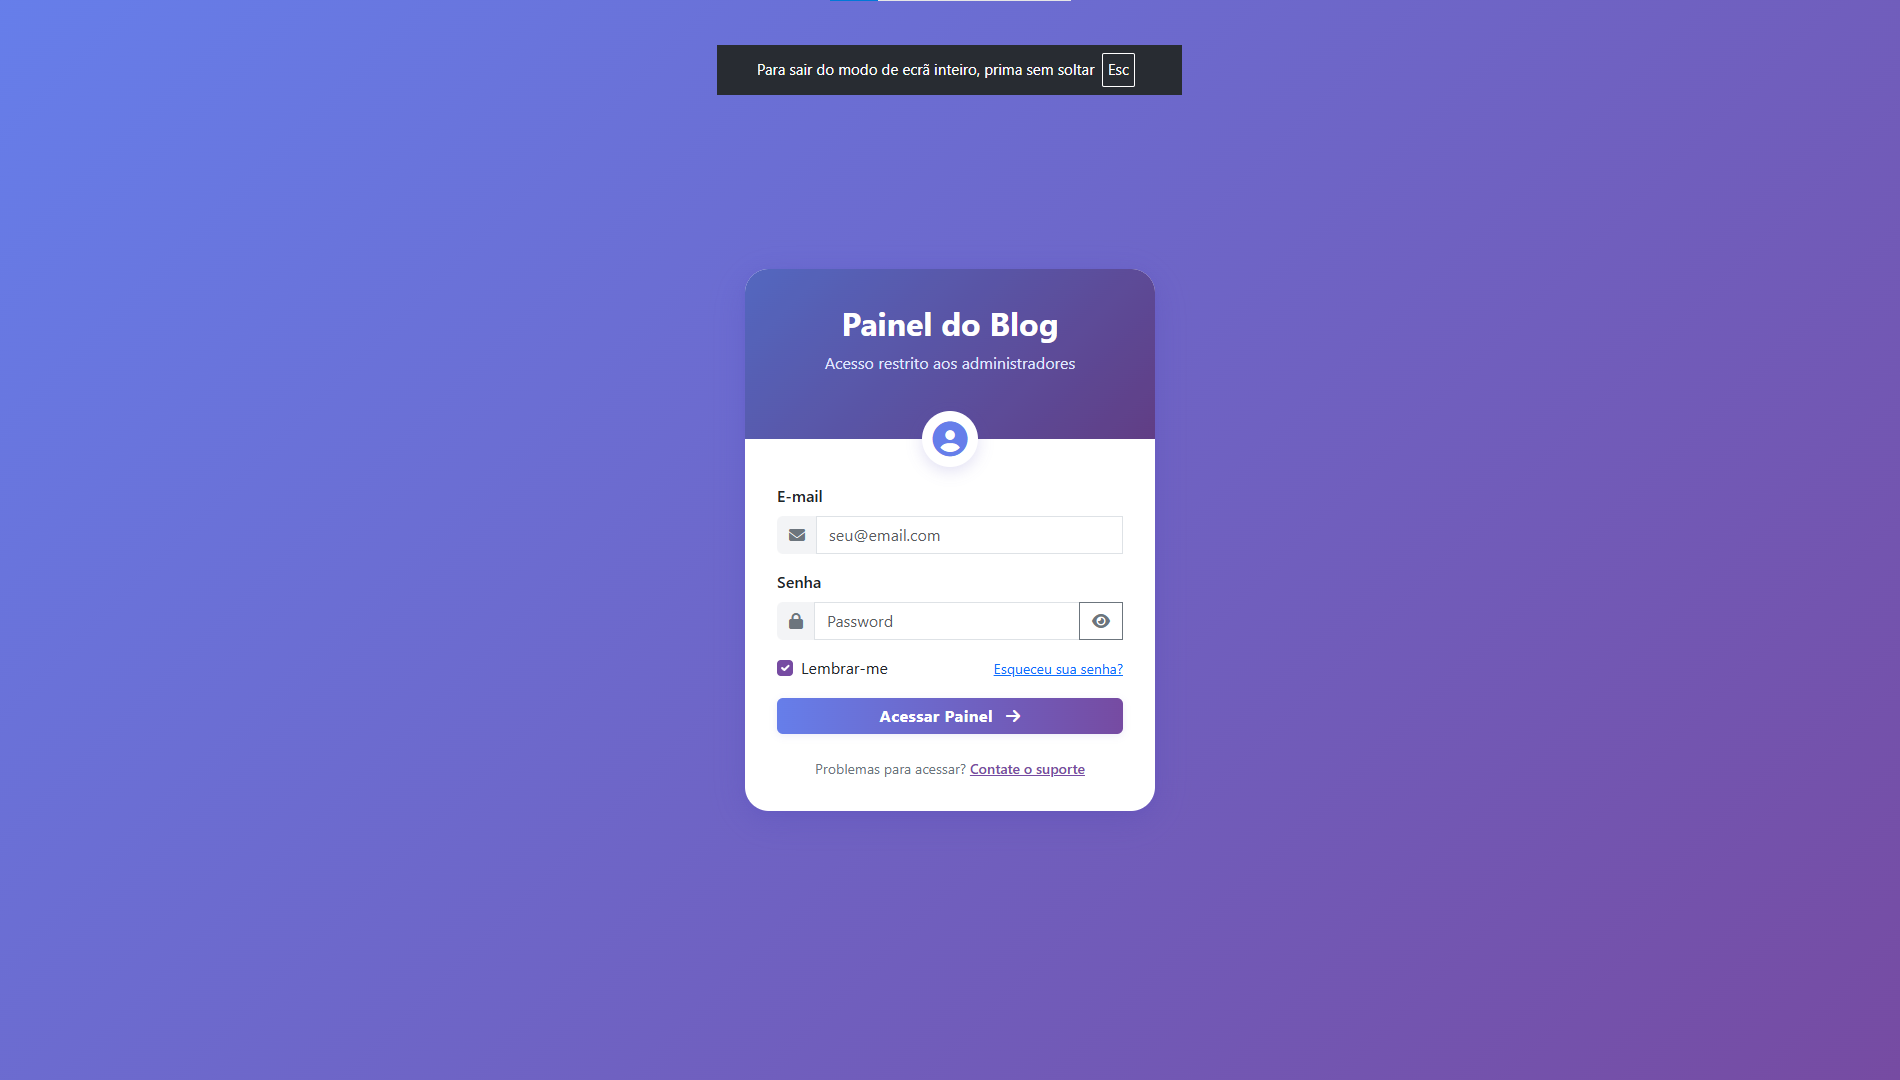 Para sair do modo de ecrã inteiro, prima sem soltar Esc
Painel do Blog
Acesso restrito aos administradores
E-mail
seu@email.com
Senha
Password
Lembrar-me Esqueceu sua senha?
Acessar Painel
Problemas para acessar? Contate o suporte